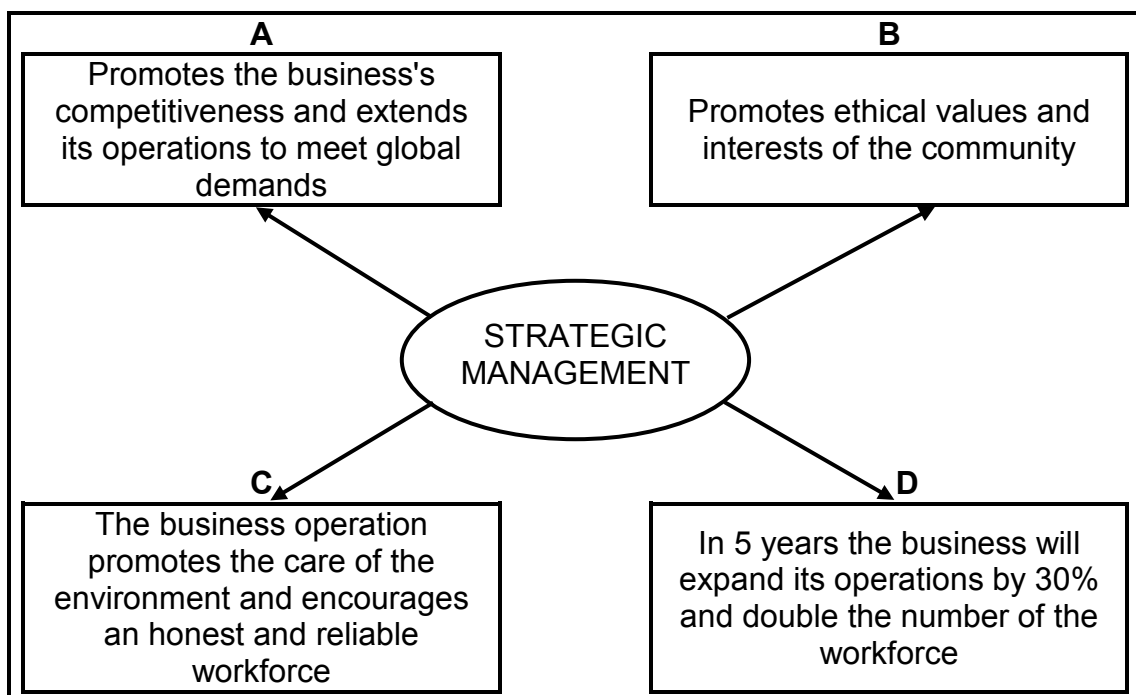 A
Promotes the business's
competitiveness and extends
its operations to meet global
demands
B
Promotes ethical values and
interests of the community
STRATEGIC
MANAGEMENT
C
The business operation
promotes the care of the
environment and encourages
an honest and reliable
workforce
D
In 5 years the business will
expand its operations by 30%
and double the number of the
workforce